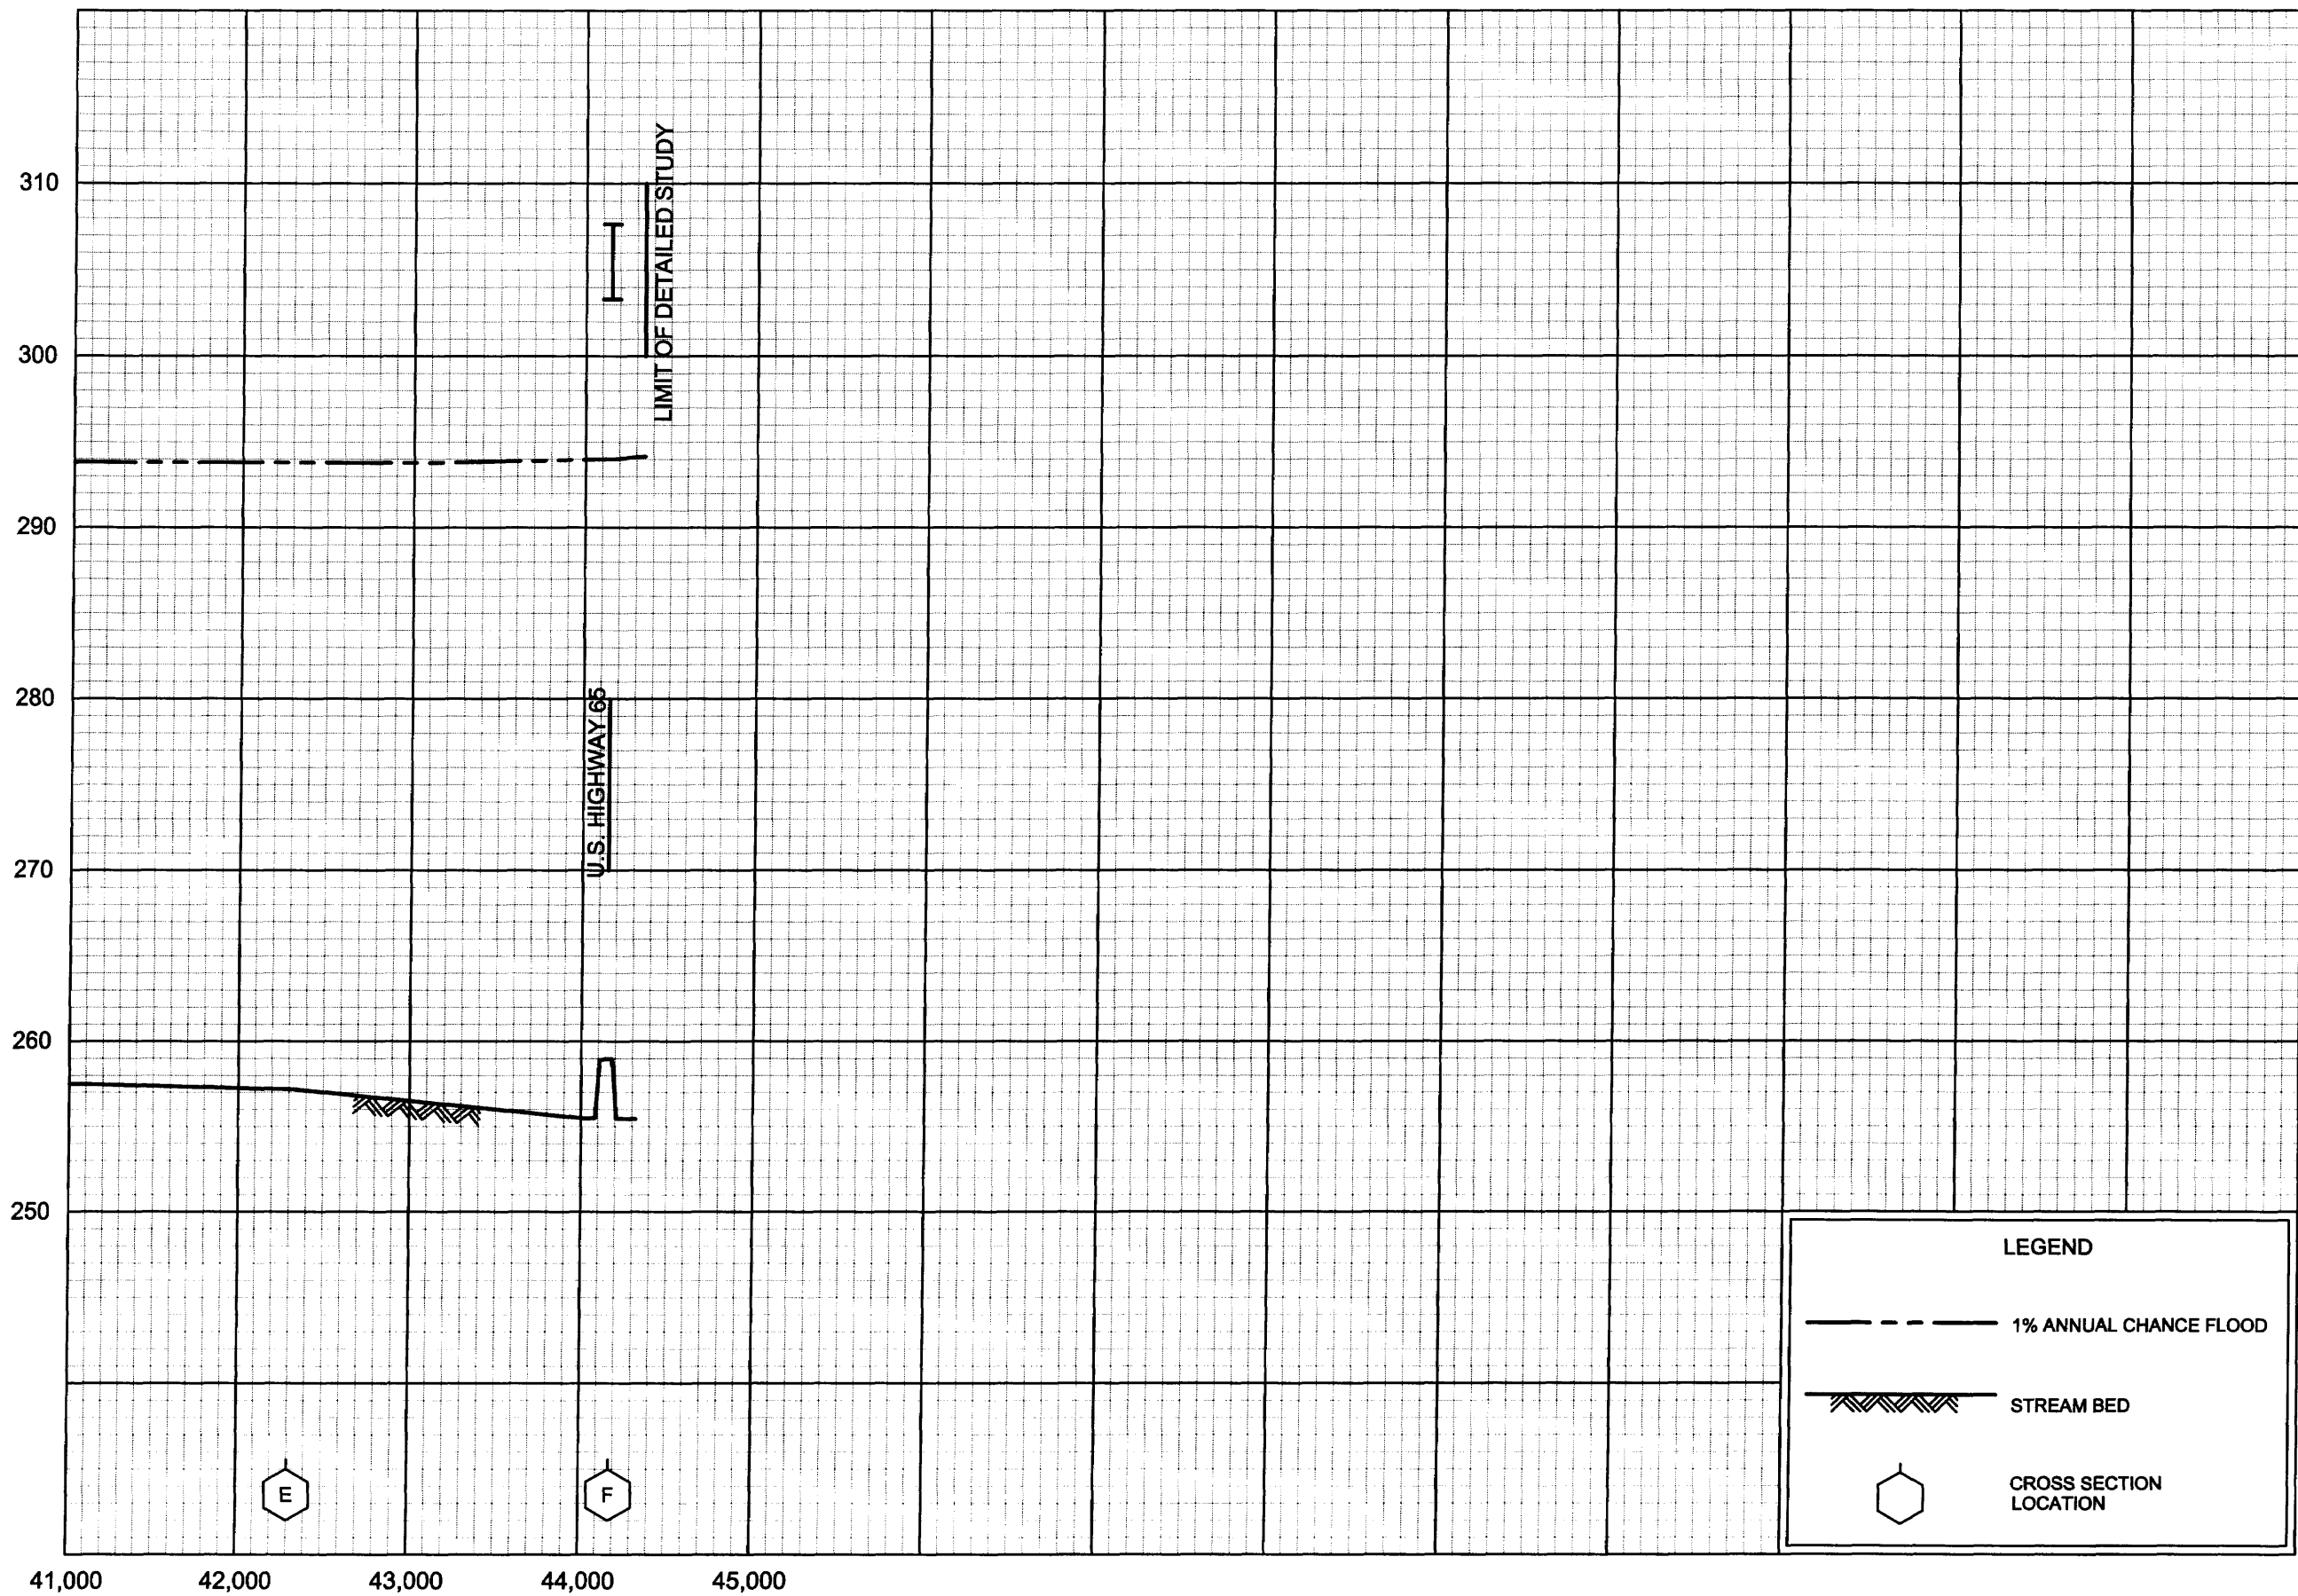 310
300
290
280
270
260
250
LIMIT OF DETAILED STUDY
U.S. HIGHWAY 65
E
F
41,000
42,000
43,000
44,000
45,000
LEGEND
1% ANNUAL CHANCE FLOOD
STREAM BED
CROSS SECTION
LOCATION